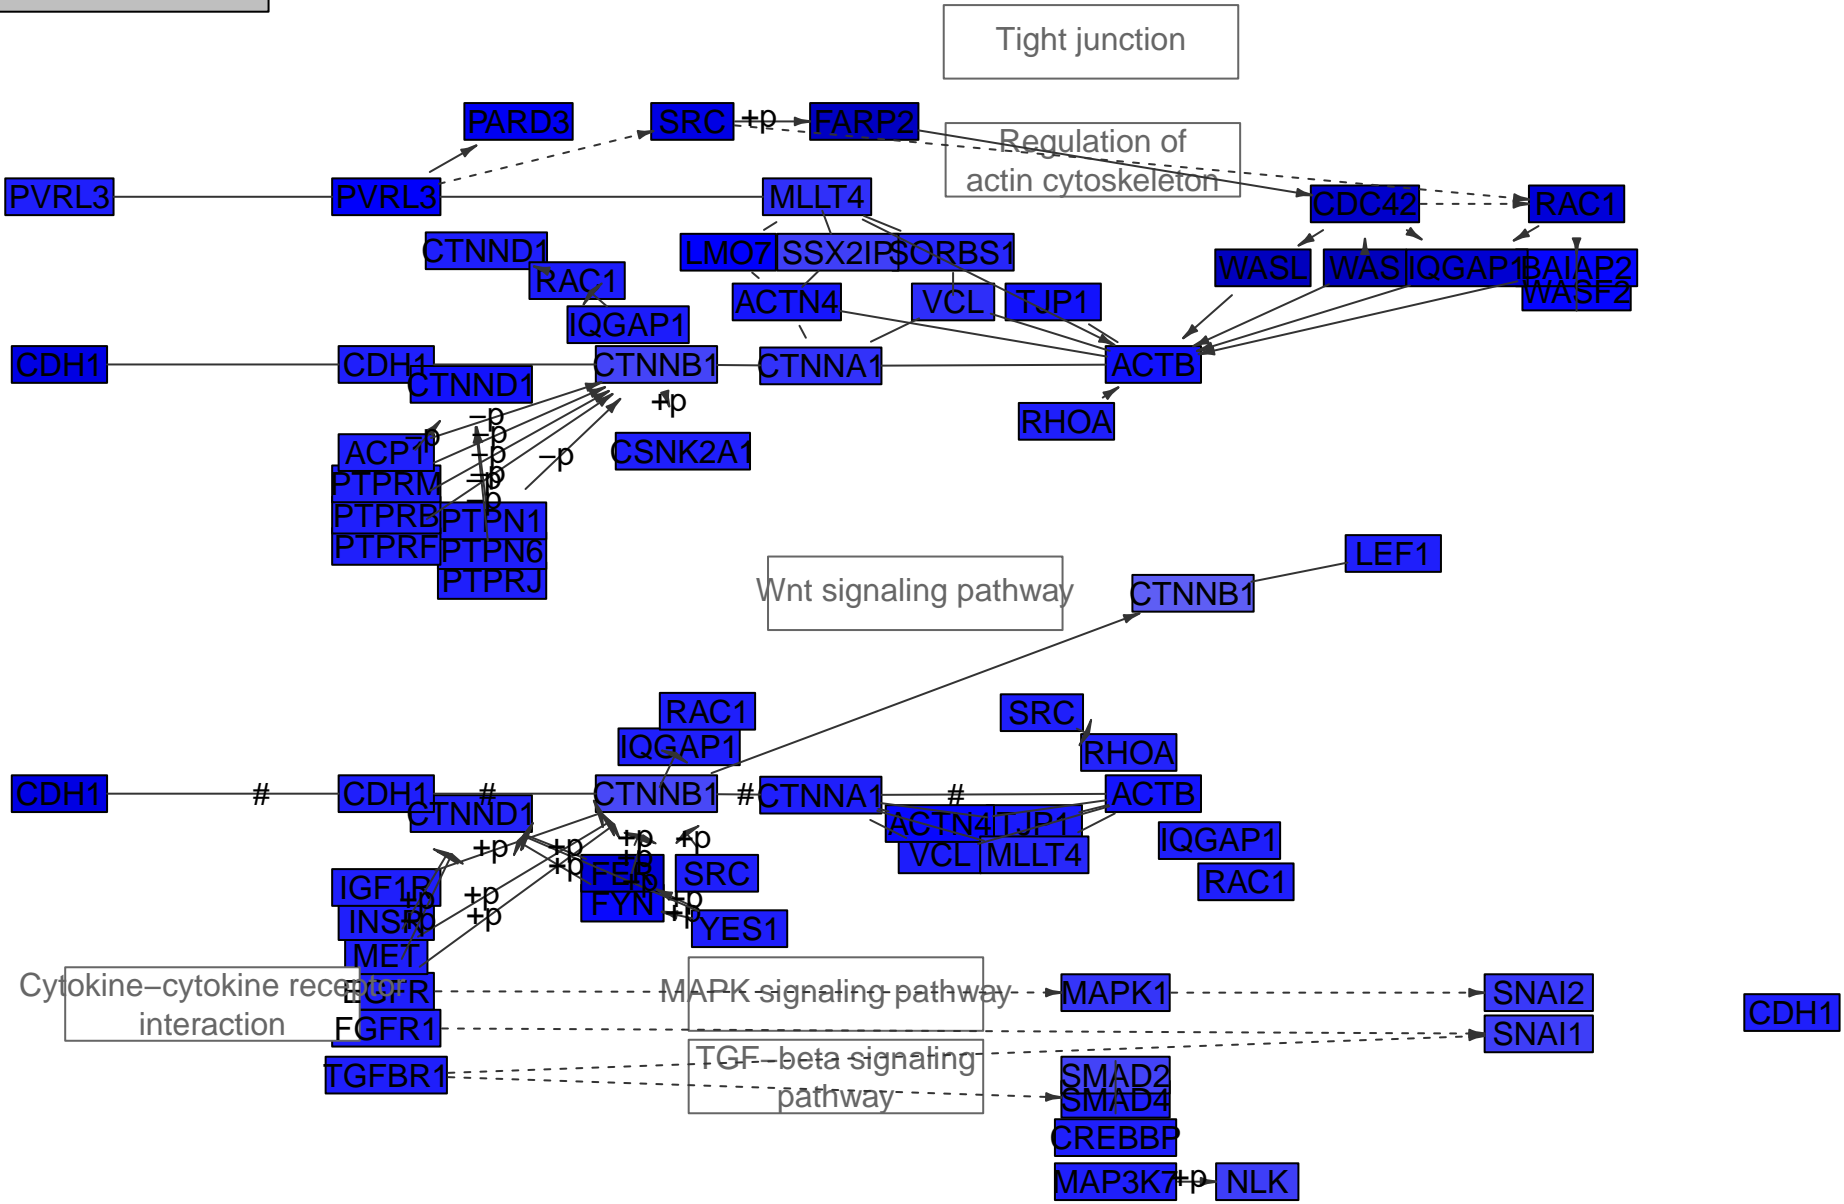 Tight junction
PARD3
SRC
+p
FARP2
Regulation of
actin cytoskeleton
PVRL3
PVRL3
MLLT4
CDC42
RAC1
CTNND1
LMO7
SSX2IP
SORBS1
RAC1
WASL
WAS
IQGAP1
BAIAP2
WASF2
ACTN4
VCL
TJP1
IQGAP1
CDH1
CDH1
CTNNB1
CTNNA1
ACTB
CTNND1
+p
RHOA
–p
–p
–p
–p
–p
–p
–p
–p
ACP1
CSNK2A1
PTPRM
PTPRB
PTPN1
PTPRF
PTPN6
PTPRJ
LEF1
Wnt signaling pathway
CTNNB1
RAC1
SRC
IQGAP1
RHOA
CDH1
#
CDH1
#
CTNNB1
#
CTNNA1
#
ACTB
CTNND1
ACTN4
TJP1
+p
+p
+p
+p
IQGAP1
VCL
MLLT4
+p
+p
SRC
RAC1
IGF1R
+p
+p
+p
FYN
+p
INSR
+p
+p
+p
YES1
MET
Cytokine–cytokine receptor
interaction
EGFR
MAPK signaling pathway
MAPK1
SNAI2
CDH1
FGFR1
SNAI1
TGF–beta signaling
pathway
TGFBR1
SMAD2
SMAD4
CREBBP
MAP3K7
+p
NLK